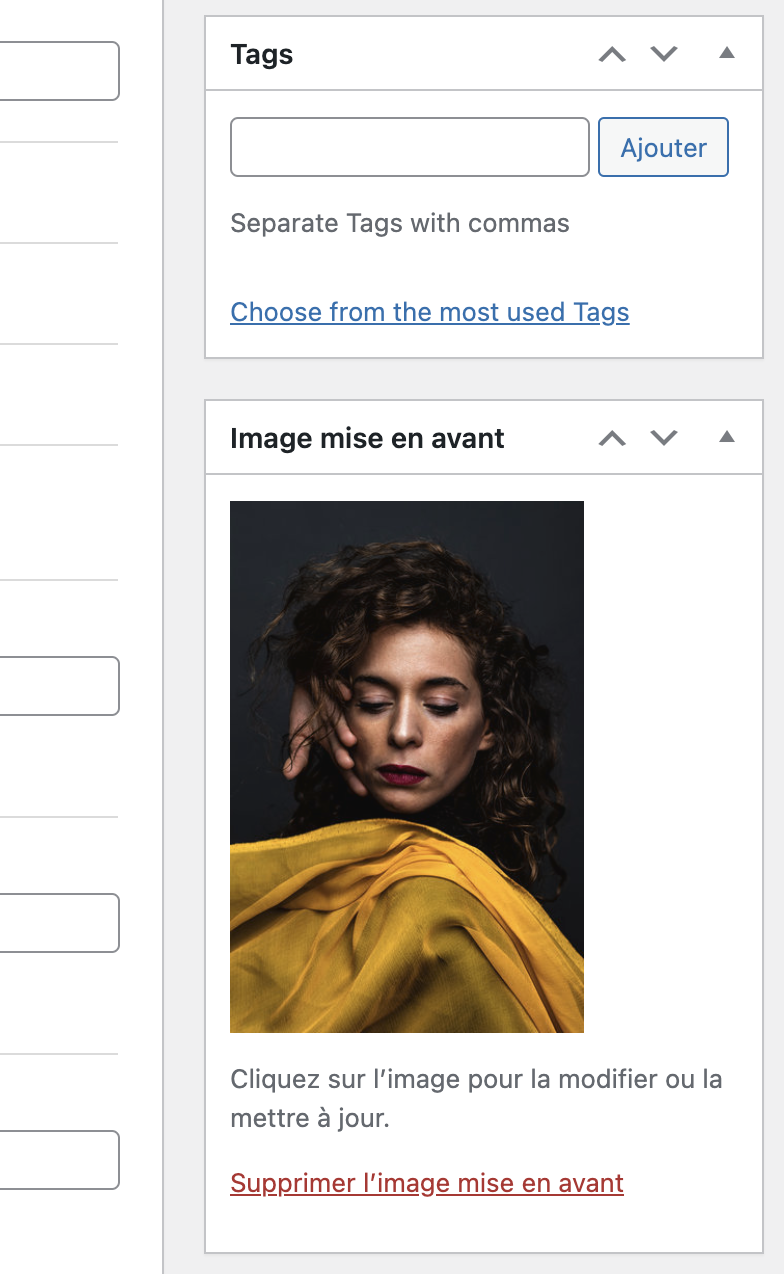 Tags
Ajouter
Separate Tags with commas
Choose from the most used Tags
Image mise en avant
Cliquez sur l’image pour la modifier ou la
mettre à jour.
Supprimer l’image mise en avant